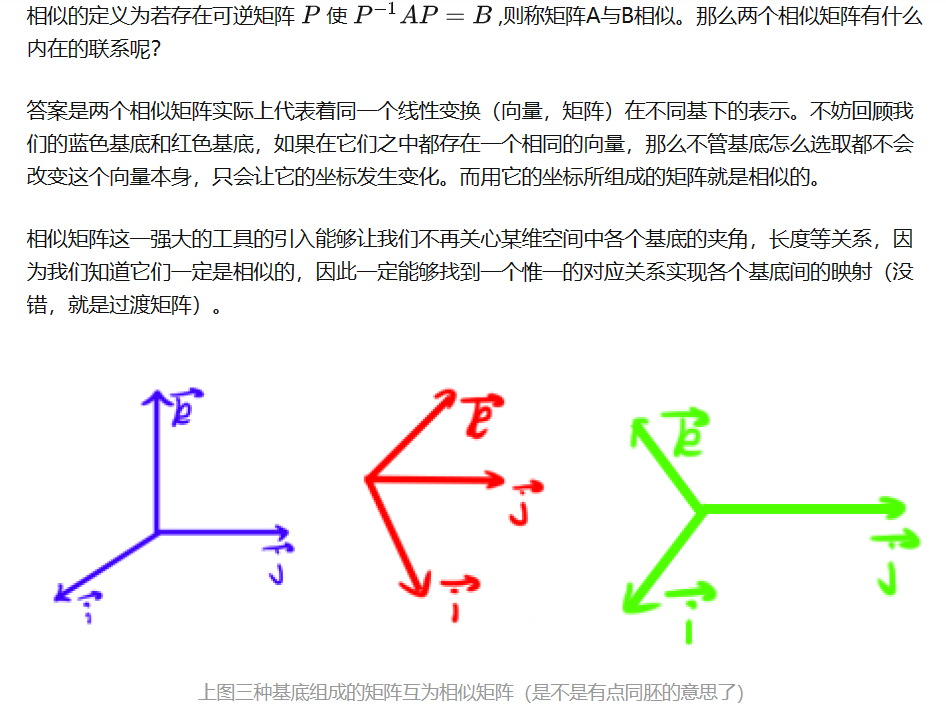 相似的定义为若存在可逆矩阵 P 使 P⁻¹AP = B ,则称矩阵A与B相似。那么两个相似矩阵有什么
内在的联系呢?
答案是两个相似矩阵实际上代表着同一个线性变换（向量，矩阵）在不同基下的表示。不妨回顾我
们的蓝色基底和红色基底，如果在它们之中都存在一个相同的向量，那么不管基底怎么选取都不会
改变这个向量本身，只会让它的坐标发生变化。而用它的坐标所组成的矩阵就是相似的。
相似矩阵这一强大的工具的引入能够让我们不再关心某维空间中各个基底的夹角，长度等关系，因
为我们知道它们一定是相似的，因此一定能够找到一个惟一的对应关系实现各个基底间的映射（没
错，就是过渡矩阵）。
k⃗
j⃗
i⃗
k⃗
j⃗
i⃗
k⃗
j⃗
i⃗
上图三种基底组成的矩阵互为相似矩阵（是不是有点同胚的意思了）